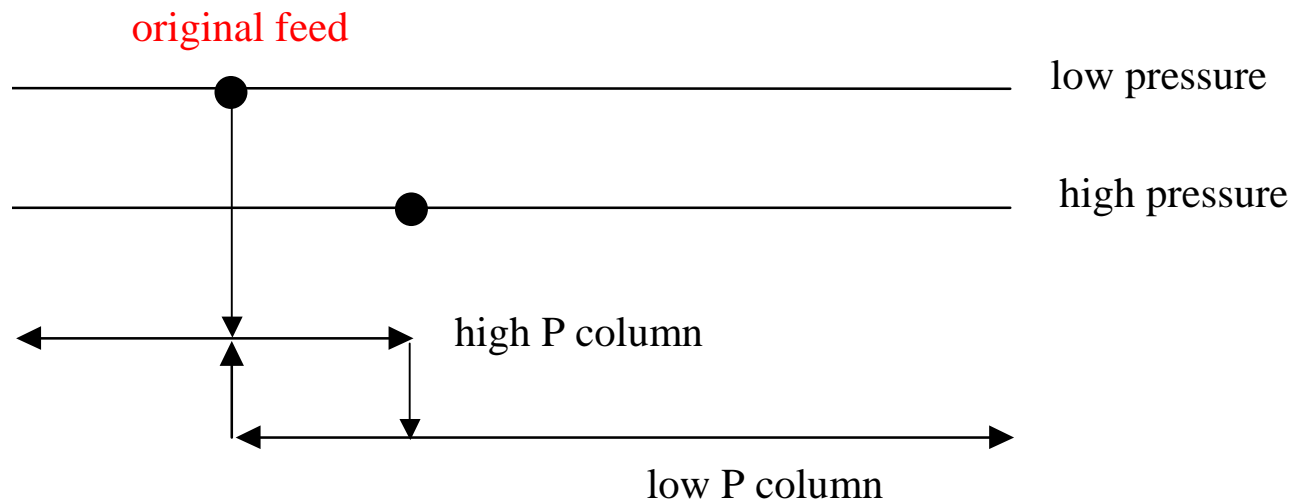 original feed
low pressure
high pressure
high P column
low P column